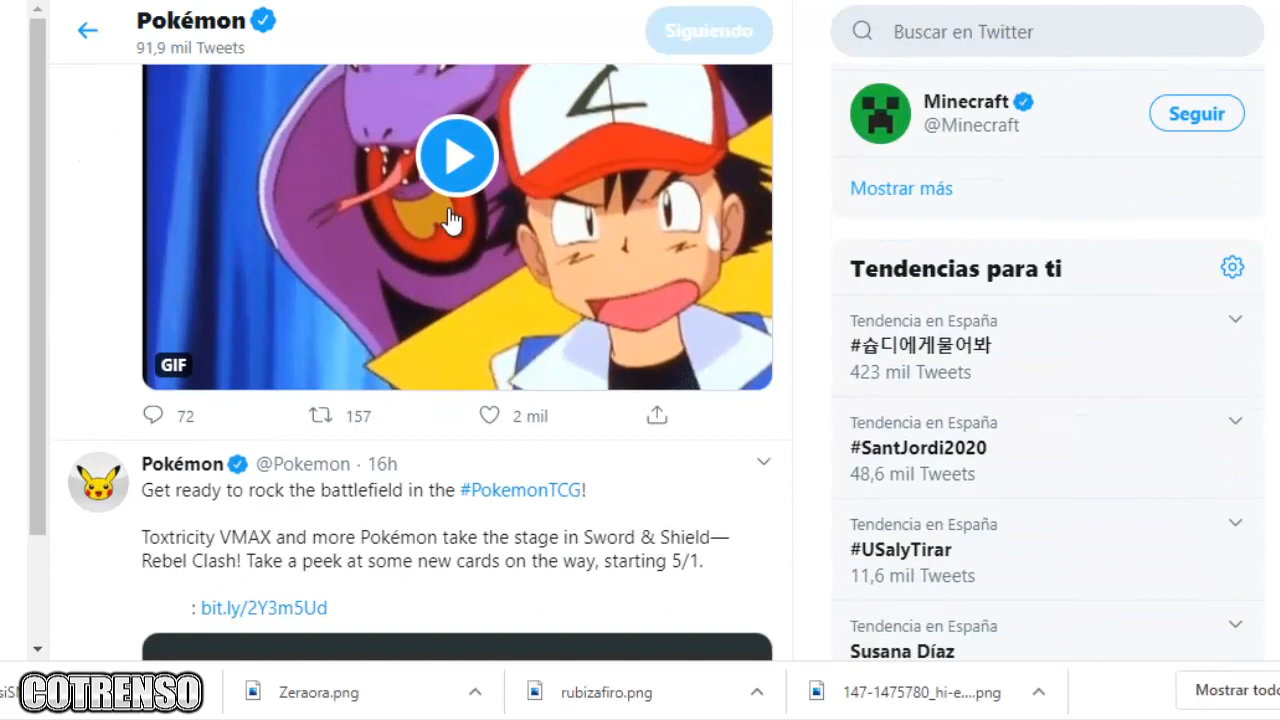 Pokémon
91,9 mil Tweets
Siguiendo
Buscar en Twitter
Minecraft
@Minecraft
Seguir
Mostrar más
GIF
72
157
2 mil
Pokémon @Pokemon · 16h
Get ready to rock the battlefield in the #PokemonTCG!
Toxtricity VMAX and more Pokémon take the stage in Sword & Shield—
Rebel Clash! Take a peek at some new cards on the way, starting 5/1.
: bit.ly/2Y3m5Ud
Tendencias para ti
Tendencia en España
#숍디에게물어봐
423 mil Tweets
Tendencia en España
#SantJordi2020
48,6 mil Tweets
Tendencia en España
#USalyTirar
11,6 mil Tweets
Tendencia en España
Susana Díaz
COTRENSO
Zeraora.png
rubizafiro.png
147-1475780_hi-e....png
Mostrar todo